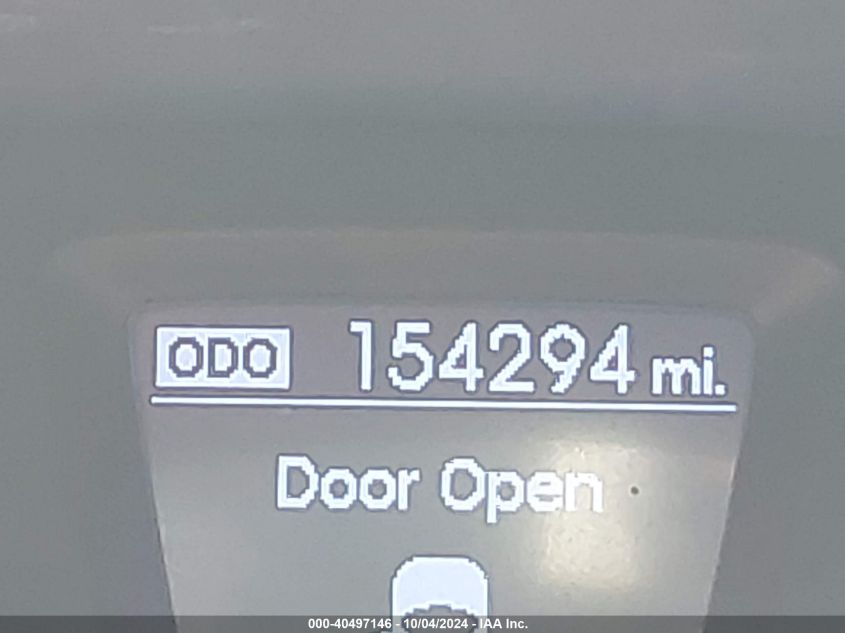 ODO 154294 mi.
Door Open
000-40497146 - 10/04/2024 - IAA Inc.